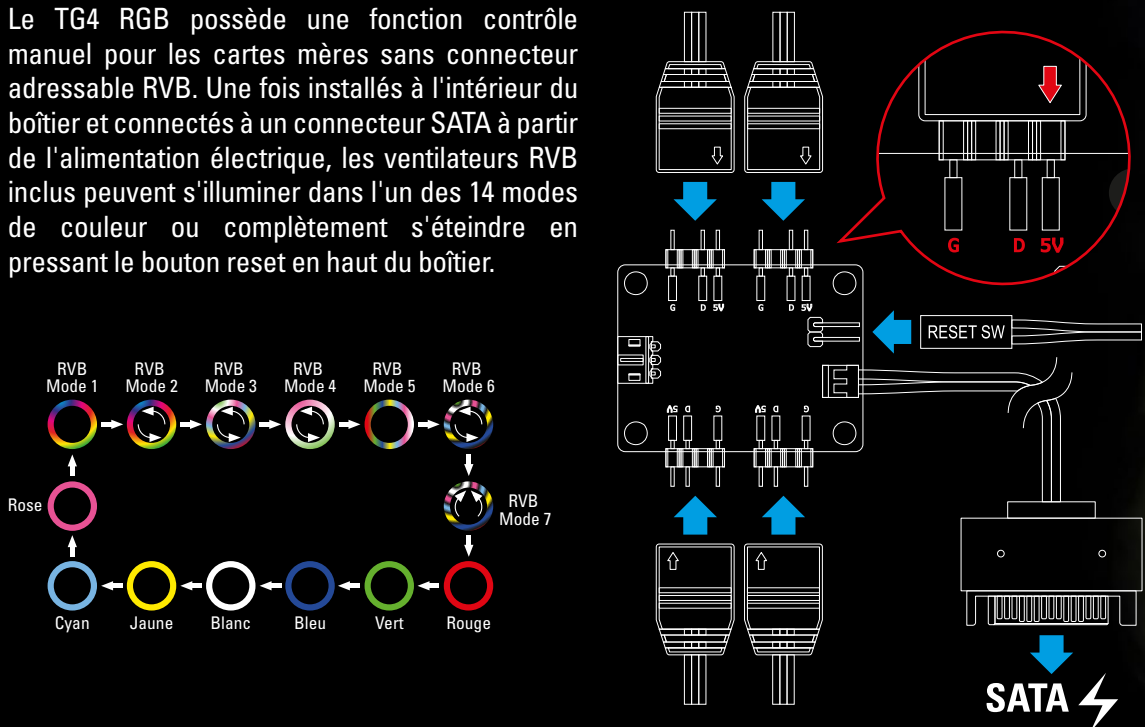 Le TG4 RGB possède une fonction contrôle
manuel pour les cartes mères sans connecteur
adressable RVB. Une fois installés à l'intérieur du
boîtier et connectés à un connecteur SATA à partir
de l'alimentation électrique, les ventilateurs RVB
inclus peuvent s'illuminer dans l'un des 14 modes
de couleur ou complètement s'éteindre en
pressant le bouton reset en haut du boîtier.
RVB
Mode 1
RVB
Mode 2
RVB
Mode 3
RVB
Mode 4
RVB
Mode 5
RVB
Mode 6
RVB
Mode 7
Rose
Cyan
Jaune
Blanc
Bleu
Vert
Rouge
G D 5V
G D 5V
G D 5V
RESET SW
5V D G
5V D G
SATA